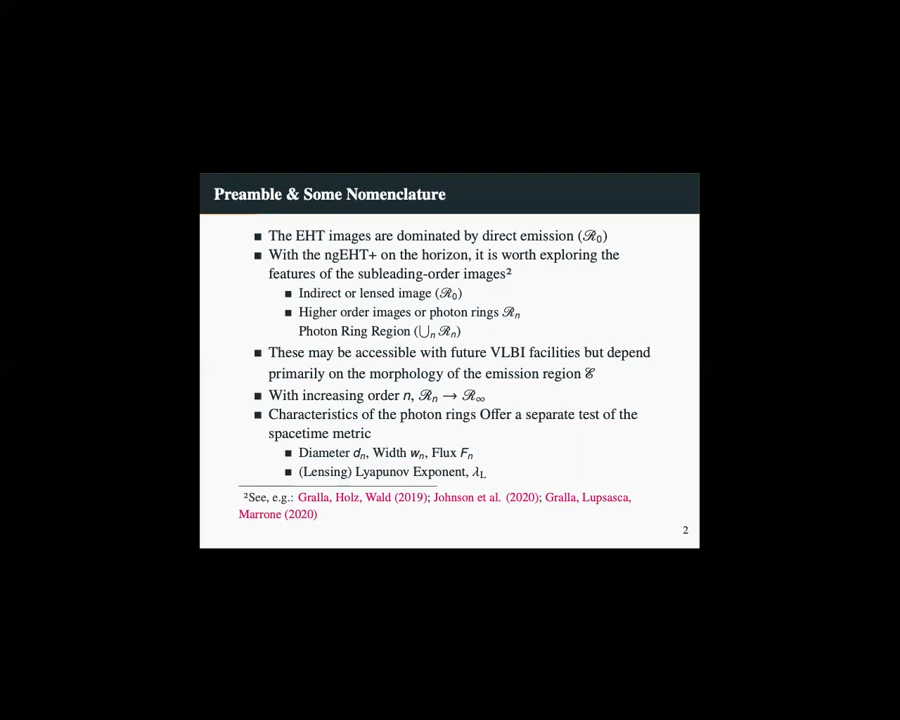 Preamble & Some Nomenclature
■ The EHT images are dominated by direct emission (ℛ₀)
■ With the ngEHT+ on the horizon, it is worth exploring the
features of the subleading-order images²
■ Indirect or lensed image (ℛ₀)
■ Higher order images or photon rings ℛₙ
Photon Ring Region (⋃ₙ ℛₙ)
■ These may be accessible with future VLBI facilities but depend
primarily on the morphology of the emission region ℰ
■ With increasing order n, ℛₙ → ℛ∞
■ Characteristics of the photon rings Offer a separate test of the
spacetime metric
■ Diameter dₙ, Width wₙ, Flux Fₙ
■ (Lensing) Lyapunov Exponent, λL
²See, e.g.: Gralla, Holz, Wald (2019); Johnson et al. (2020); Gralla, Lupsasca,
Marrone (2020)
2